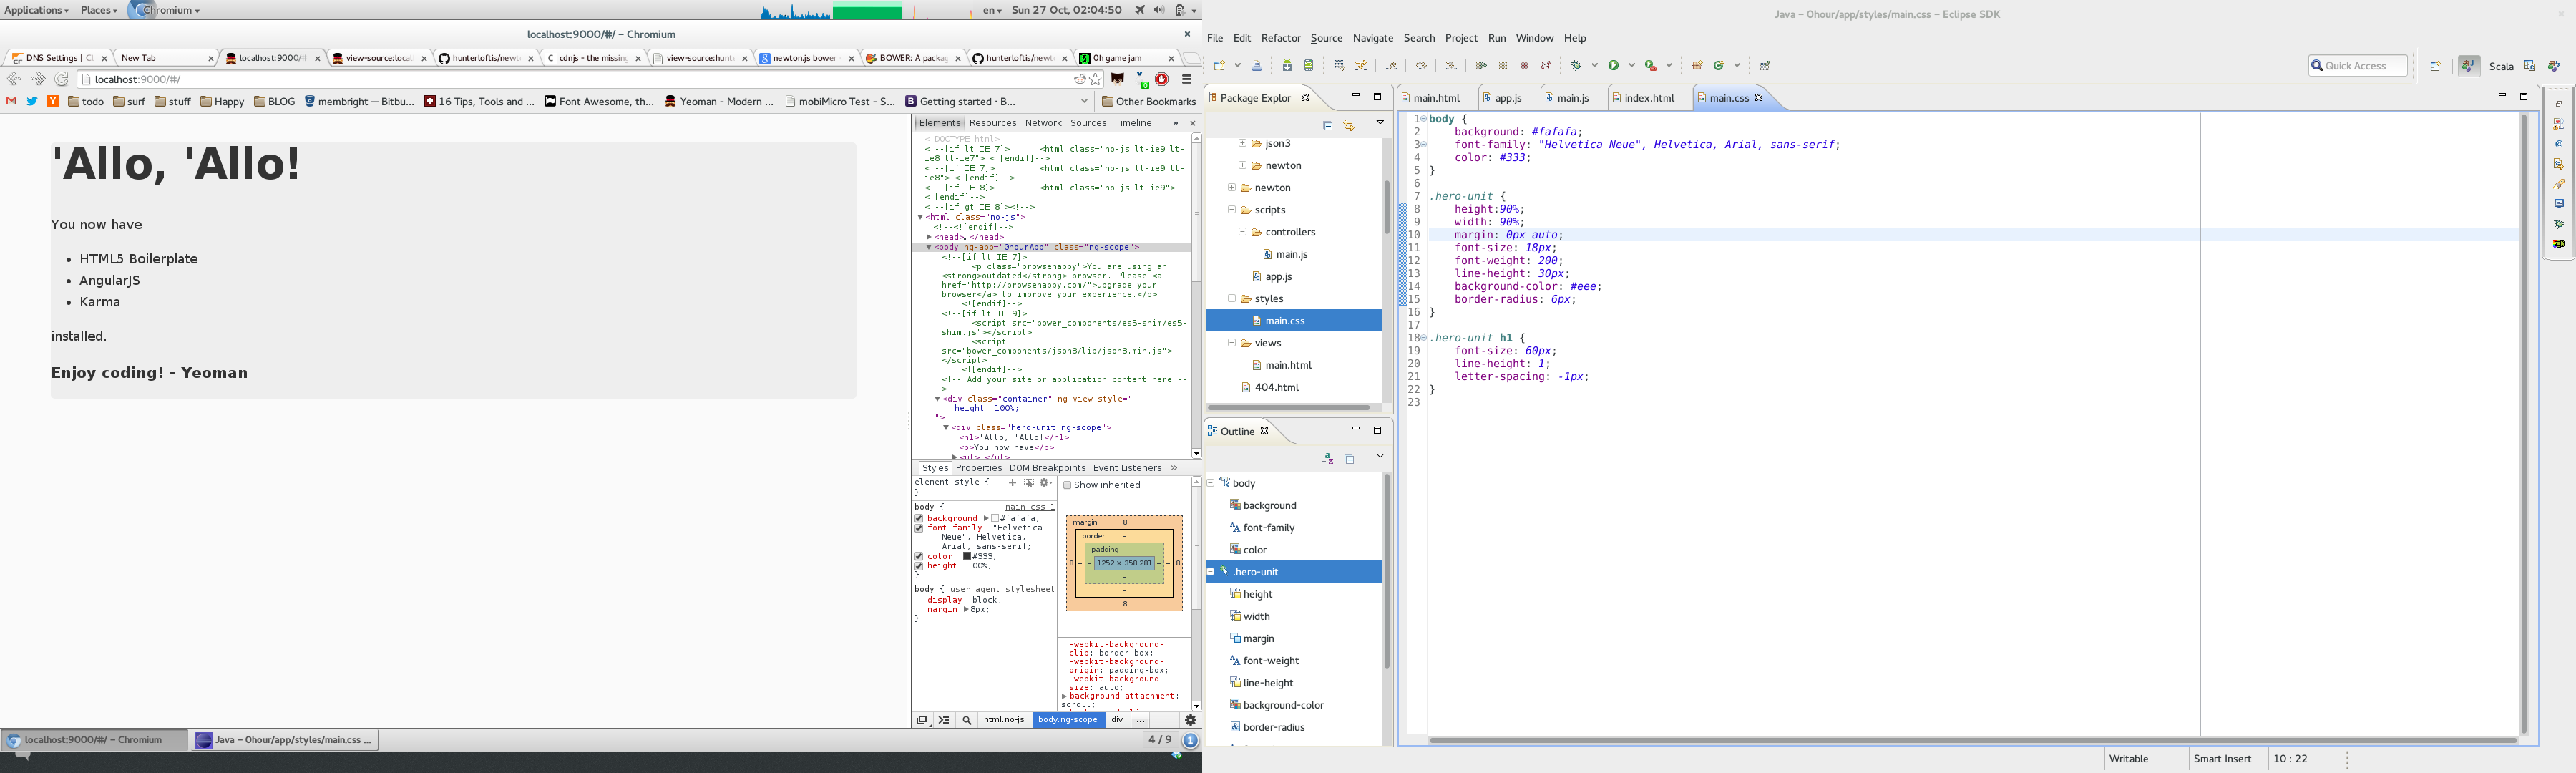 Applications Places Chromium
en Sun 27 Oct, 02:04:50
localhost:9000/#/ – Chromium
DNS Settings | C
New Tab
localhost:9000/#
view-source:local
hunterloftis/newt
cdnjs - the missing
view-source:hunt
newton.js bower -
BOWER: A packag
hunterloftis/newt
0h game jam
localhost:9000/#/
todo surf stuff Happy BLOG membright — Bitbu... 16 Tips, Tools and ... Font Awesome, th... Yeoman - Modern ... mobiMicro Test - S... Getting started · B... Other Bookmarks
'Allo, 'Allo!
You now have
• HTML5 Boilerplate
• AngularJS
• Karma
installed.
Enjoy coding! - Yeoman
Elements Resources Network Sources Timeline »
<!DOCTYPE html>
<!--[if lt IE 7]> <html class="no-js lt-ie9 lt-
ie8 lt-ie7"> <![endif]-->
<!--[if IE 7]> <html class="no-js lt-ie9 lt-
ie8"> <![endif]-->
<!--[if IE 8]> <html class="no-js lt-ie9">
<![endif]-->
<!--[if gt IE 8]><!-->
<html class="no-js">
<!--<![endif]-->
<head>…</head>
<body ng-app="OhourApp" class="ng-scope">
<!--[if lt IE 7]>
<p class="browsehappy">You are using an
<strong>outdated</strong> browser. Please <a
href="http://browsehappy.com/">upgrade your
browser</a> to improve your experience.</p>
<![endif]-->
<!--[if lt IE 9]>
<script src="bower_components/es5-shim/es5-
shim.js"></script>
<script
src="bower_components/json3/lib/json3.min.js">
</script>
<![endif]-->
<!-- Add your site or application content here --
>
<div class="container" ng-view style="
height: 100%;
">
<div class="hero-unit ng-scope">
<h1>'Allo, 'Allo!</h1>
<p>You now have</p>
<ul>…</ul>
Styles Properties DOM Breakpoints Event Listeners »
element.style {
}
body { main.css:1
background: #fafafa;
font-family: "Helvetica
Neue", Helvetica,
Arial, sans-serif;
color: #333;
height: 100%;
}
body { user agent stylesheet
display: block;
margin: 8px;
}
Show inherited
margin 8
border –
padding –
8 – – 1252 × 358.281 – – 8
–
–
8
-webkit-background-
clip: border-box;
-webkit-background-
origin: padding-box;
-webkit-background-
size: auto;
background-attachment:
scroll;
html.no-js body.ng-scope div ...
localhost:9000/#/ – Chromium
Java – 0hour/app/styles/main.css ...
4 / 9
1
Java – 0hour/app/styles/main.css – Eclipse SDK
File Edit Refactor Source Navigate Search Project Run Window Help
Quick Access
Scala
Package Explor
json3
newton
newton
scripts
controllers
main.js
app.js
styles
main.css
views
main.html
404.html
Outline
body
background
font-family
color
.hero-unit
height
width
margin
font-weight
line-height
background-color
border-radius
main.html app.js main.js index.html main.css
1 body {
2 background: #fafafa;
3 font-family: "Helvetica Neue", Helvetica, Arial, sans-serif;
4 color: #333;
5 }
6
7 .hero-unit {
8 height:90%;
9 width: 90%;
10 margin: 0px auto;
11 font-size: 18px;
12 font-weight: 200;
13 line-height: 30px;
14 background-color: #eee;
15 border-radius: 6px;
16 }
17
18 .hero-unit h1 {
19 font-size: 60px;
20 line-height: 1;
21 letter-spacing: -1px;
22 }
23
Writable Smart Insert 10 : 22